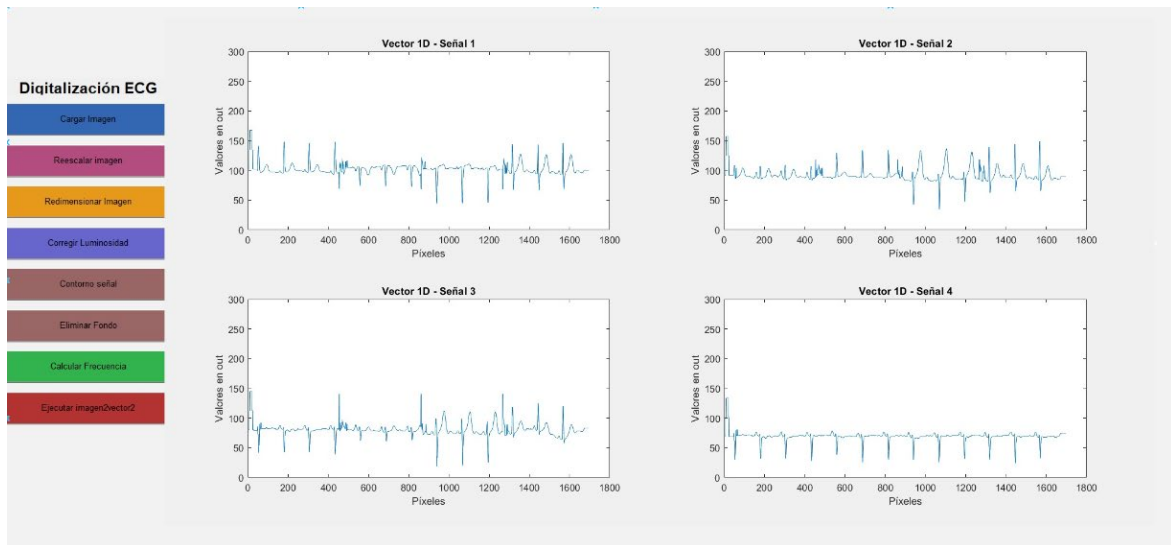 Digitalización ECG
Cargar Imagen
Reescalar imagen
Redimensionar Imagen
Corregir Luminosidad
Contorno señal
Eliminar Fondo
Calcular Frecuencia
Ejecutar imagen2vector2
Vector 1D - Señal 1
300
250
200
150
100
50
0
Valores en out
0 200 400 600 800 1000 1200 1400 1600 1800
Píxeles
Vector 1D - Señal 2
300
250
200
150
100
50
0
Valores en out
0 200 400 600 800 1000 1200 1400 1600 1800
Píxeles
Vector 1D - Señal 3
300
250
200
150
100
50
0
Valores en out
0 200 400 600 800 1000 1200 1400 1600 1800
Píxeles
Vector 1D - Señal 4
300
250
200
150
100
50
0
Valores en out
0 200 400 600 800 1000 1200 1400 1600 1800
Píxeles